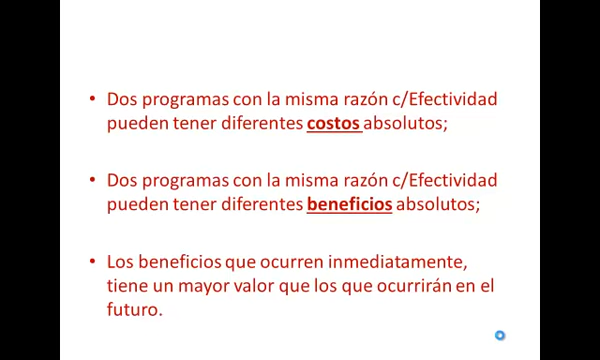 • Dos programas con la misma razón c/Efectividad
pueden tener diferentes costos absolutos;
• Dos programas con la misma razón c/Efectividad
pueden tener diferentes beneficios absolutos;
• Los beneficios que ocurren inmediatamente,
tiene un mayor valor que los que ocurrirán en el
futuro.